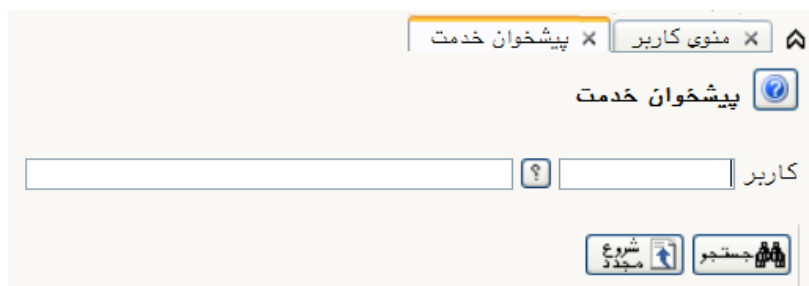 منوی کاربر پیشخوان خدمت
پیشخوان خدمت
کاربر ؟
جستجو شروع مجدد